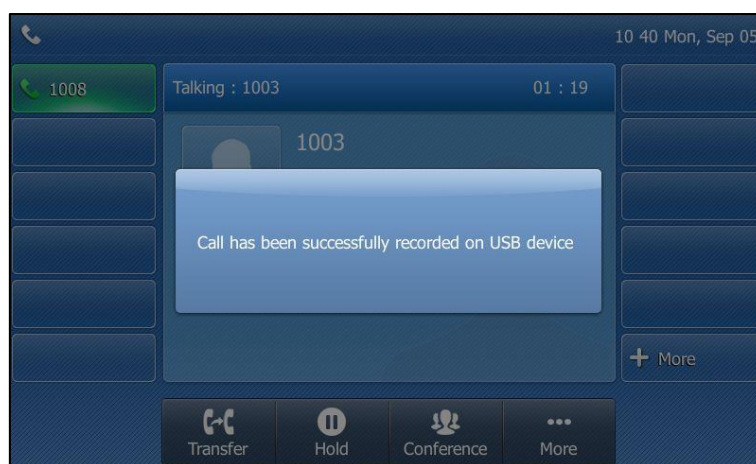 10 40 Mon, Sep 05
1008
Talking : 1003
01 : 19
1003
Call has been successfully recorded on USB device
More
Transfer
Hold
Conference
More